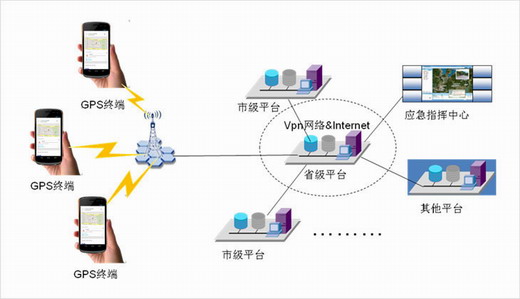 GPS终端
市级平台
Vpn网络&Internet
应急指挥中心
GPS终端
省级平台
其他平台
GPS终端
市级平台
·········